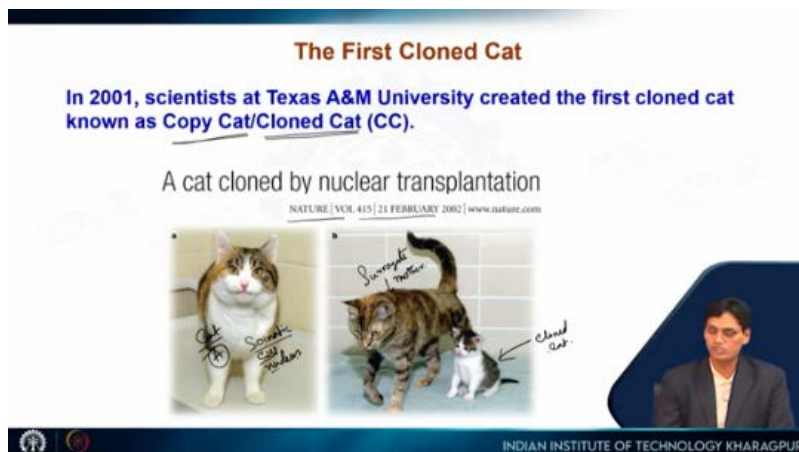 The First Cloned Cat
In 2001, scientists at Texas A&M University created the first cloned cat
known as Copy Cat/Cloned Cat (CC).
A cat cloned by nuclear transplantation
NATURE | VOL 415 | 21 FEBRUARY 2002 | www.nature.com
a
b
Cat
A
Somatic
Cell
nucleus
Surrogate
mother.
Cloned
Cat.
INDIAN INSTITUTE OF TECHNOLOGY KHARAGPUR